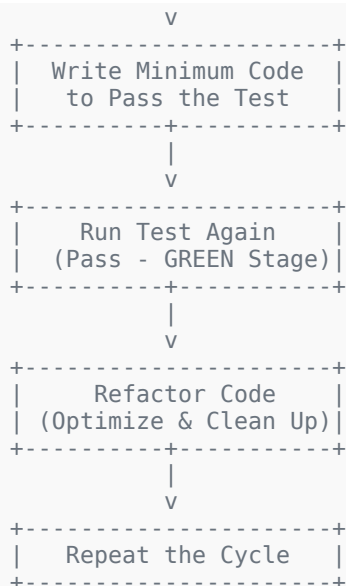 v
+----------------------+
|   Write Minimum Code  |
|    to Pass the Test    |
+----------+-----------+
|
v
+----------------------+
|     Run Test Again     |
|  (Pass - GREEN Stage)|
+----------+-----------+
|
v
+----------------------+
|      Refactor Code     |
| (Optimize & Clean Up)|
+----------+-----------+
|
v
+----------------------+
|    Repeat the Cycle    |
+----------------------+